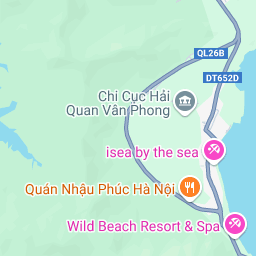 QL26B
DT652D
Chi Cục Hải
Quan Vân Phong
isea by the sea
Quán Nhậu Phúc Hà Nội
Wild Beach Resort & Spa